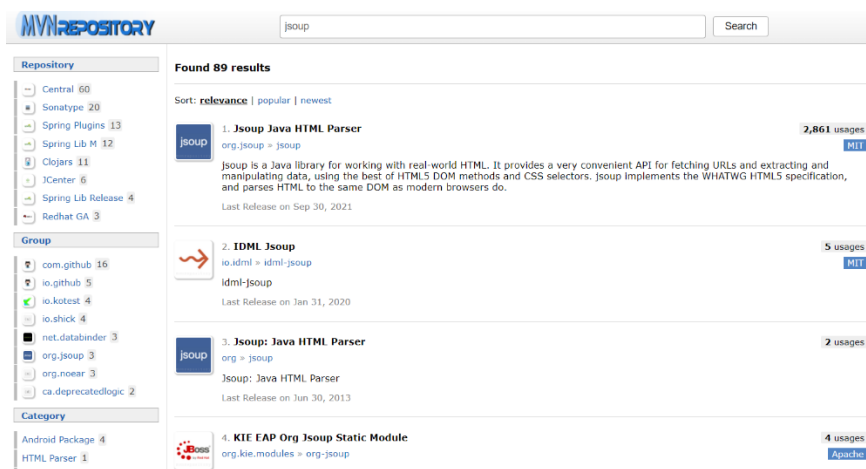 MVNREPOSITORY
jsoup
Search
Repository
Central 60
Sonatype 20
Spring Plugins 13
Spring Lib M 12
Clojars 11
JCenter 6
Spring Lib Release 4
Redhat GA 3
Group
com.github 16
io.github 5
io.kotest 4
io.shick 4
net.databinder 3
org.jsoup 3
org.noear 3
ca.deprecatedlogic 2
Category
Android Package 4
HTML Parser 1
Found 89 results
Sort: relevance | popular | newest
jsoup
1. Jsoup Java HTML Parser
2,861 usages
org.jsoup » jsoup
MIT
jsoup is a Java library for working with real-world HTML. It provides a very convenient API for fetching URLs and extracting and
manipulating data, using the best of HTML5 DOM methods and CSS selectors. jsoup implements the WHATWG HTML5 specification,
and parses HTML to the same DOM as modern browsers do.
Last Release on Sep 30, 2021
2. IDML Jsoup
5 usages
io.idml » idml-jsoup
MIT
idml-jsoup
Last Release on Jan 31, 2020
jsoup
3. Jsoup: Java HTML Parser
2 usages
org » jsoup
Jsoup: Java HTML Parser
Last Release on Jun 30, 2013
JBoss
4. KIE EAP Org Jsoup Static Module
4 usages
org.kie.modules » org-jsoup
Apache